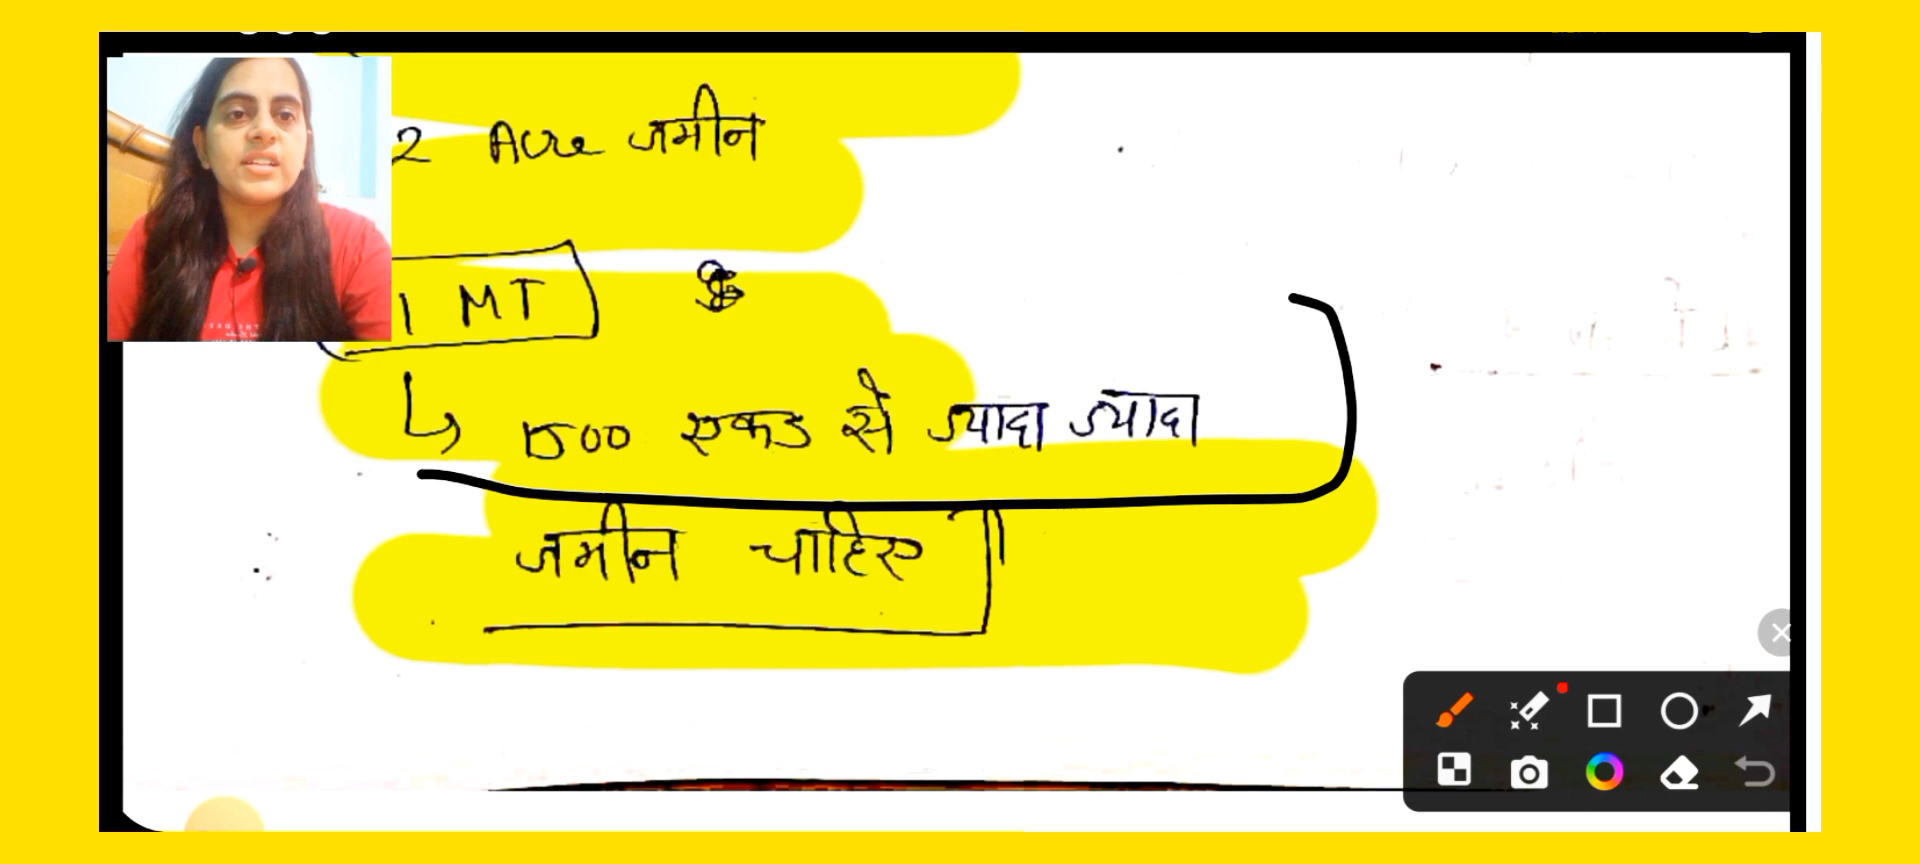 2 Acre जमीन
1 MT
1500 एकड से ज्यादा ज्यादा
जमीन चाहिए